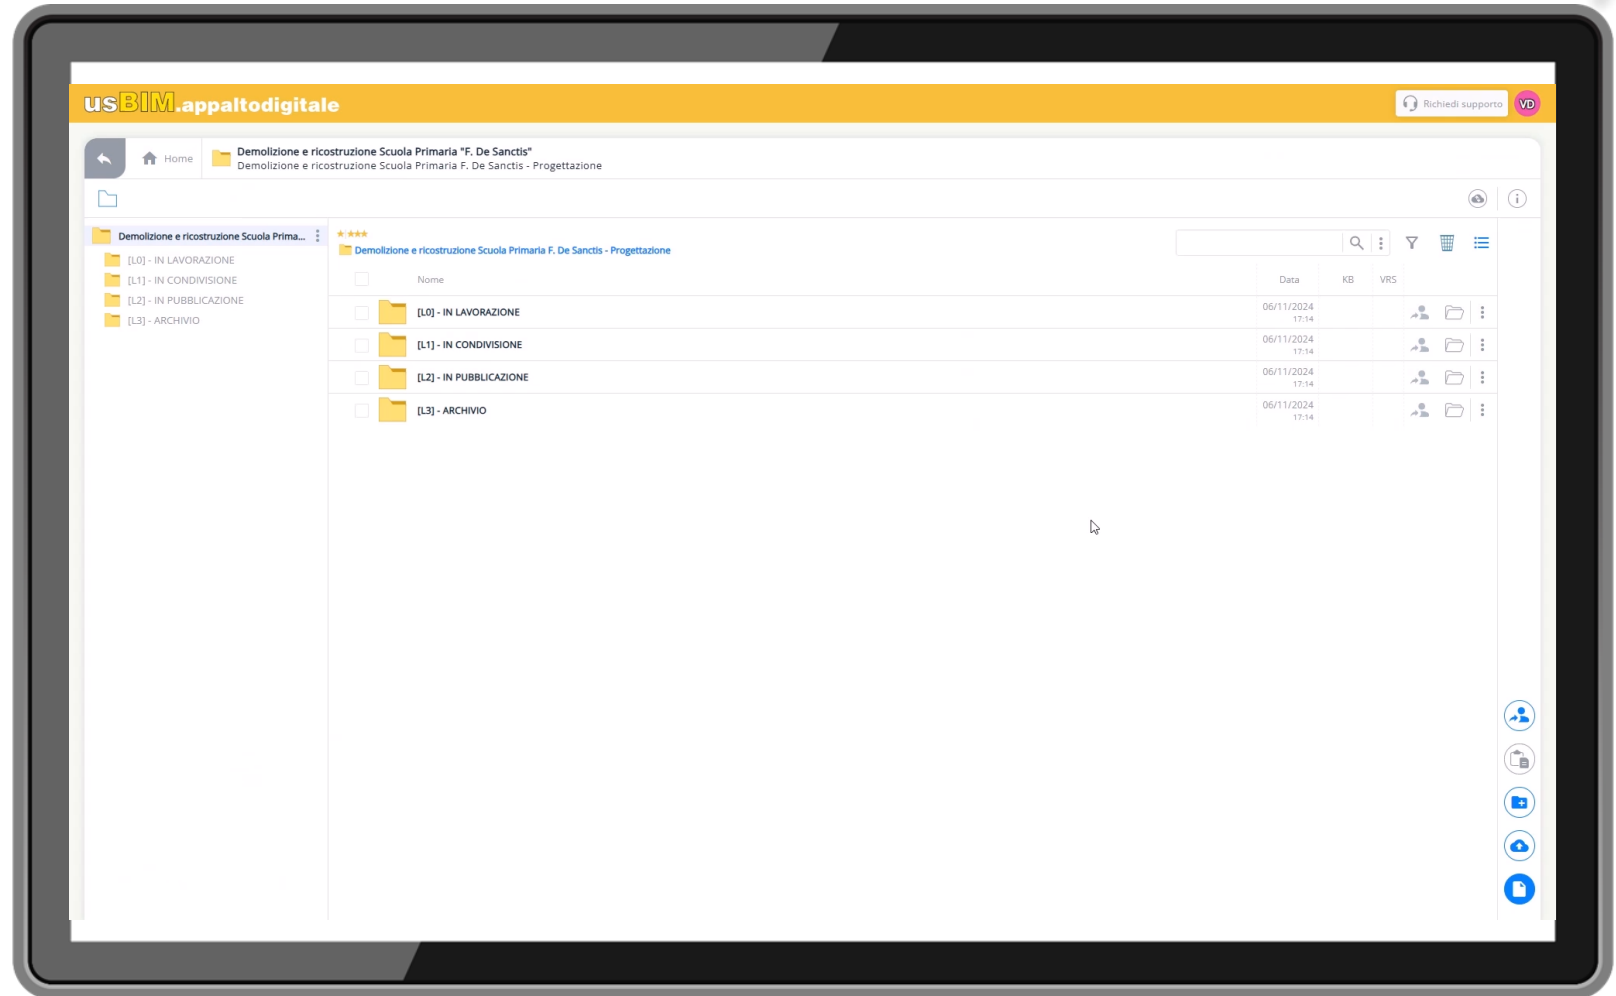 usBIM.appaltodigitale
Richiedi supporto
VD
Home
Demolizione e ricostruzione Scuola Primaria "F. De Sanctis"
Demolizione e ricostruzione Scuola Primaria F. De Sanctis - Progettazione
Demolizione e ricostruzione Scuola Prima...
[L0] - IN LAVORAZIONE
[L1] - IN CONDIVISIONE
[L2] - IN PUBBLICAZIONE
[L3] - ARCHIVIO
Demolizione e ricostruzione Scuola Primaria F. De Sanctis - Progettazione
Nome Data KB VRS
[L0] - IN LAVORAZIONE 06/11/2024
17:14
[L1] - IN CONDIVISIONE 06/11/2024
17:14
[L2] - IN PUBBLICAZIONE 06/11/2024
17:14
[L3] - ARCHIVIO 06/11/2024
17:14